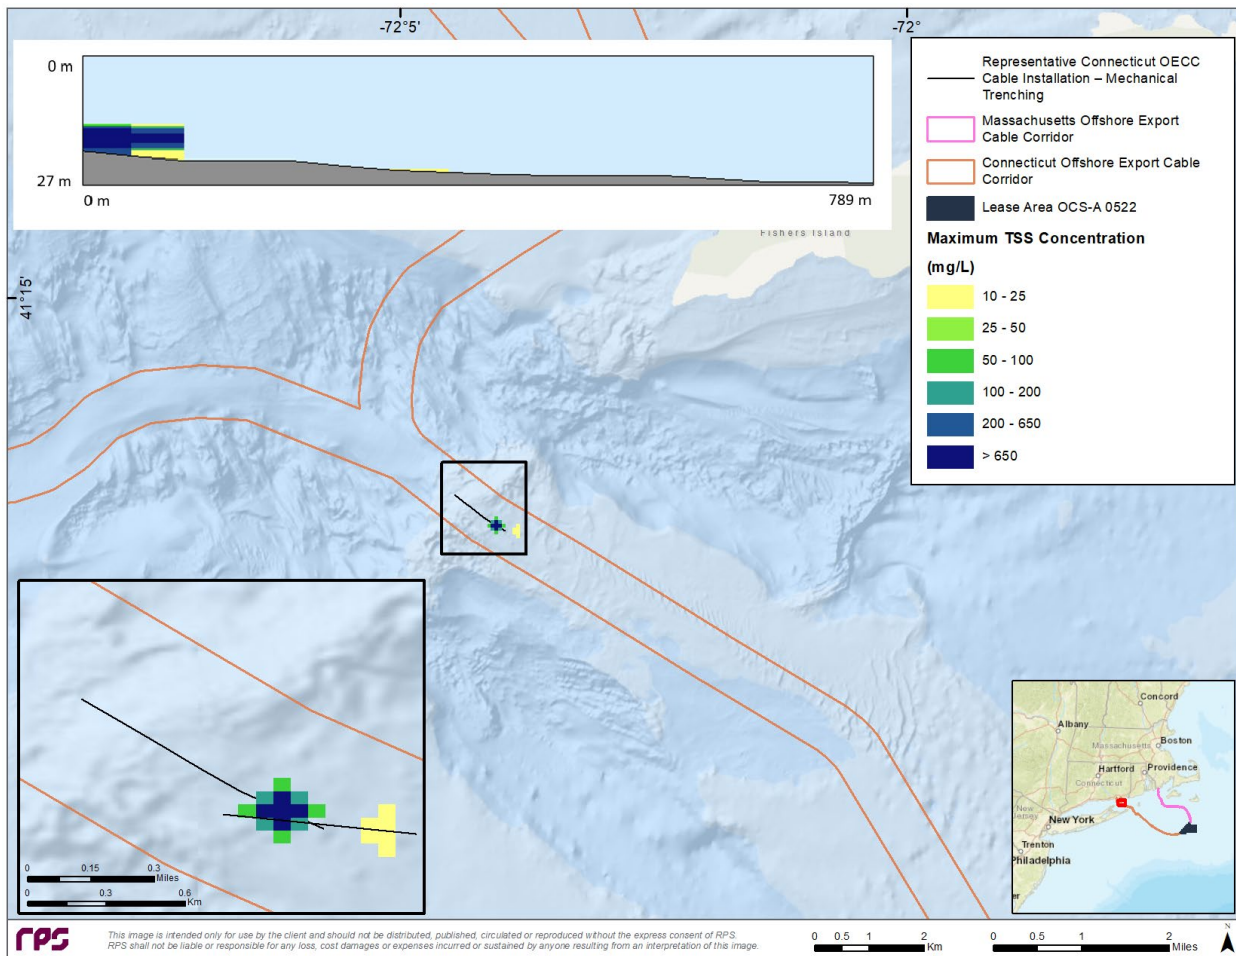 -72°5'
-72°
41°15'
0 m
27 m
0 m
789 m
Fishers Island
Representative Connecticut OECC
Cable Installation – Mechanical
Trenching
Massachusetts Offshore Export
Cable Corridor
Connecticut Offshore Export Cable
Corridor
Lease Area OCS-A 0522
Maximum TSS Concentration
(mg/L)
10 - 25
25 - 50
50 - 100
100 - 200
200 - 650
> 650
0 0.15 0.3
Miles
0 0.3 0.6
Km
Concord
Albany
Massachusetts
Boston
Hartford
Providence
Connecticut
New York
Trenton
Philadelphia
rps
This image is intended only for use by the client and should not be distributed, published, circulated or reproduced without the express consent of RPS.
RPS shall not be liable or responsible for any loss, cost damages or expenses incurred or sustained by anyone resulting from an interpretation of this image.
0 0.5 1 2
Km
0 0.5 1 2
Miles
N